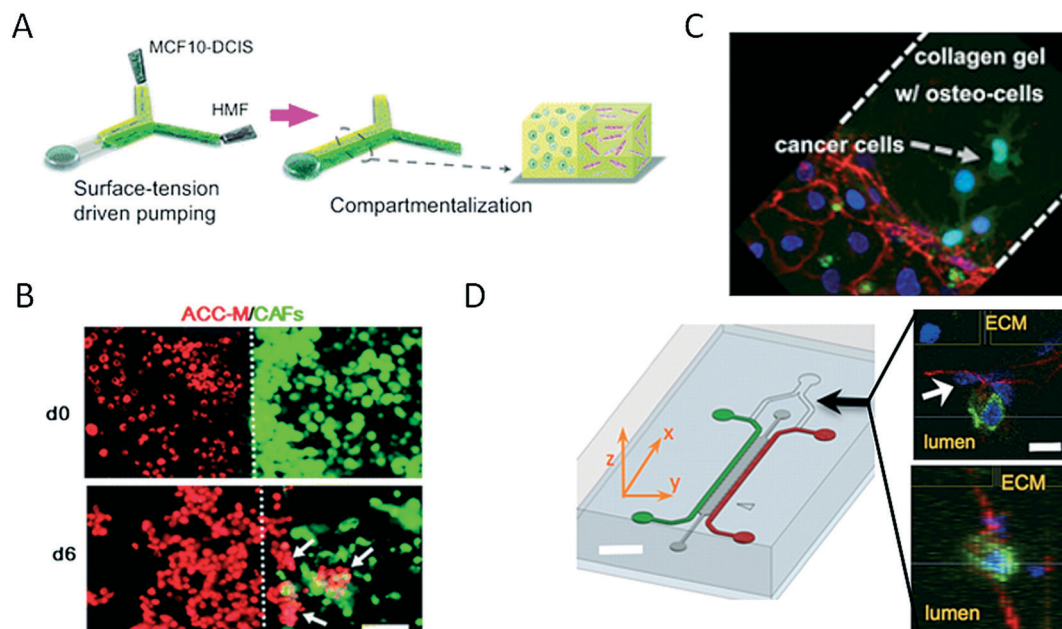 A
MCF10-DCIS
HMF
Surface-tension
driven pumping
Compartmentalization
B
ACC-M/CAFs
d0
d6
C
collagen gel
w/ osteo-cells
cancer cells
D
z
x
y
ECM
lumen
ECM
lumen